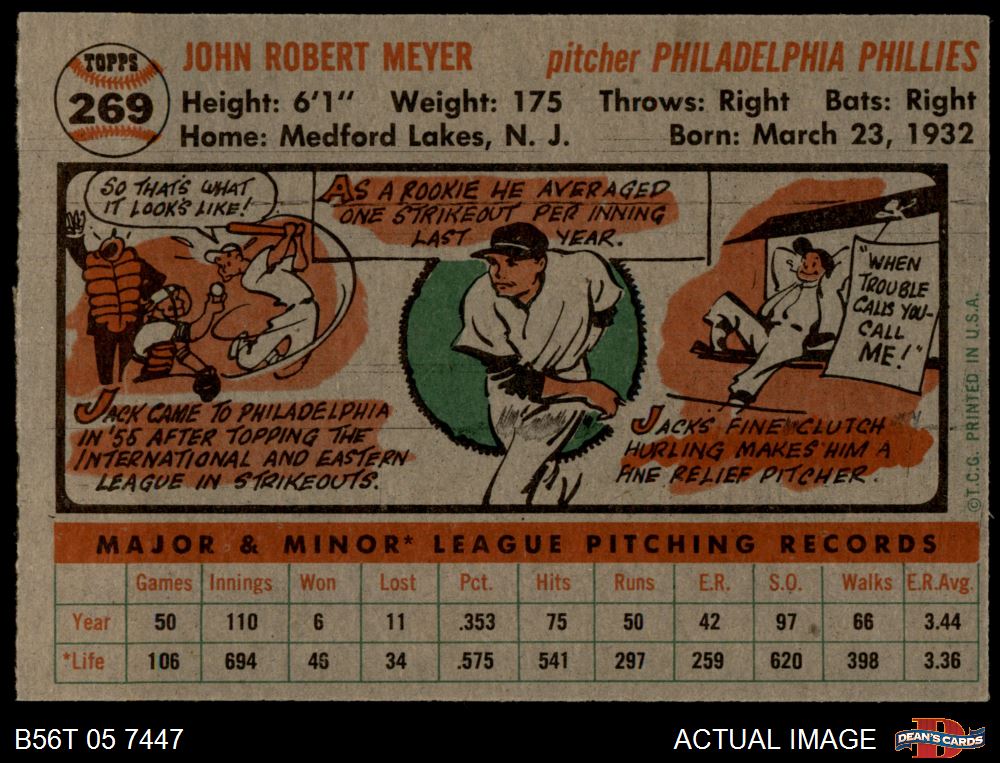 TOPPS
269
JOHN ROBERT MEYER pitcher PHILADELPHIA PHILLIES
Height: 6'1" Weight: 175 Throws: Right Bats: Right
Home: Medford Lakes, N. J. Born: March 23, 1932
SO THAT'S WHAT
IT LOOKS LIKE!
AS A ROOKIE HE AVERAGED
ONE STRIKEOUT PER INNING
LAST YEAR.
"WHEN
TROUBLE
CALLS YOU-
CALL
ME!"
JACK CAME TO PHILADELPHIA
IN '55 AFTER TOPPING THE
INTERNATIONAL AND EASTERN
LEAGUE IN STRIKEOUTS.
JACK'S FINE CLUTCH
HURLING MAKES HIM A
FINE RELIEF PITCHER.
©T.C.G. PRINTED IN U.S.A.
MAJOR & MINOR* LEAGUE PITCHING RECORDS
Games Innings Won Lost Pct. Hits Runs E.R. S.O. Walks E.R.Avg.
Year 50 110 6 11 .353 75 50 42 97 66 3.44
*Life 106 694 46 34 .575 541 297 259 620 398 3.36
B56T 05 7447 ACTUAL IMAGE DEAN'S CARDS